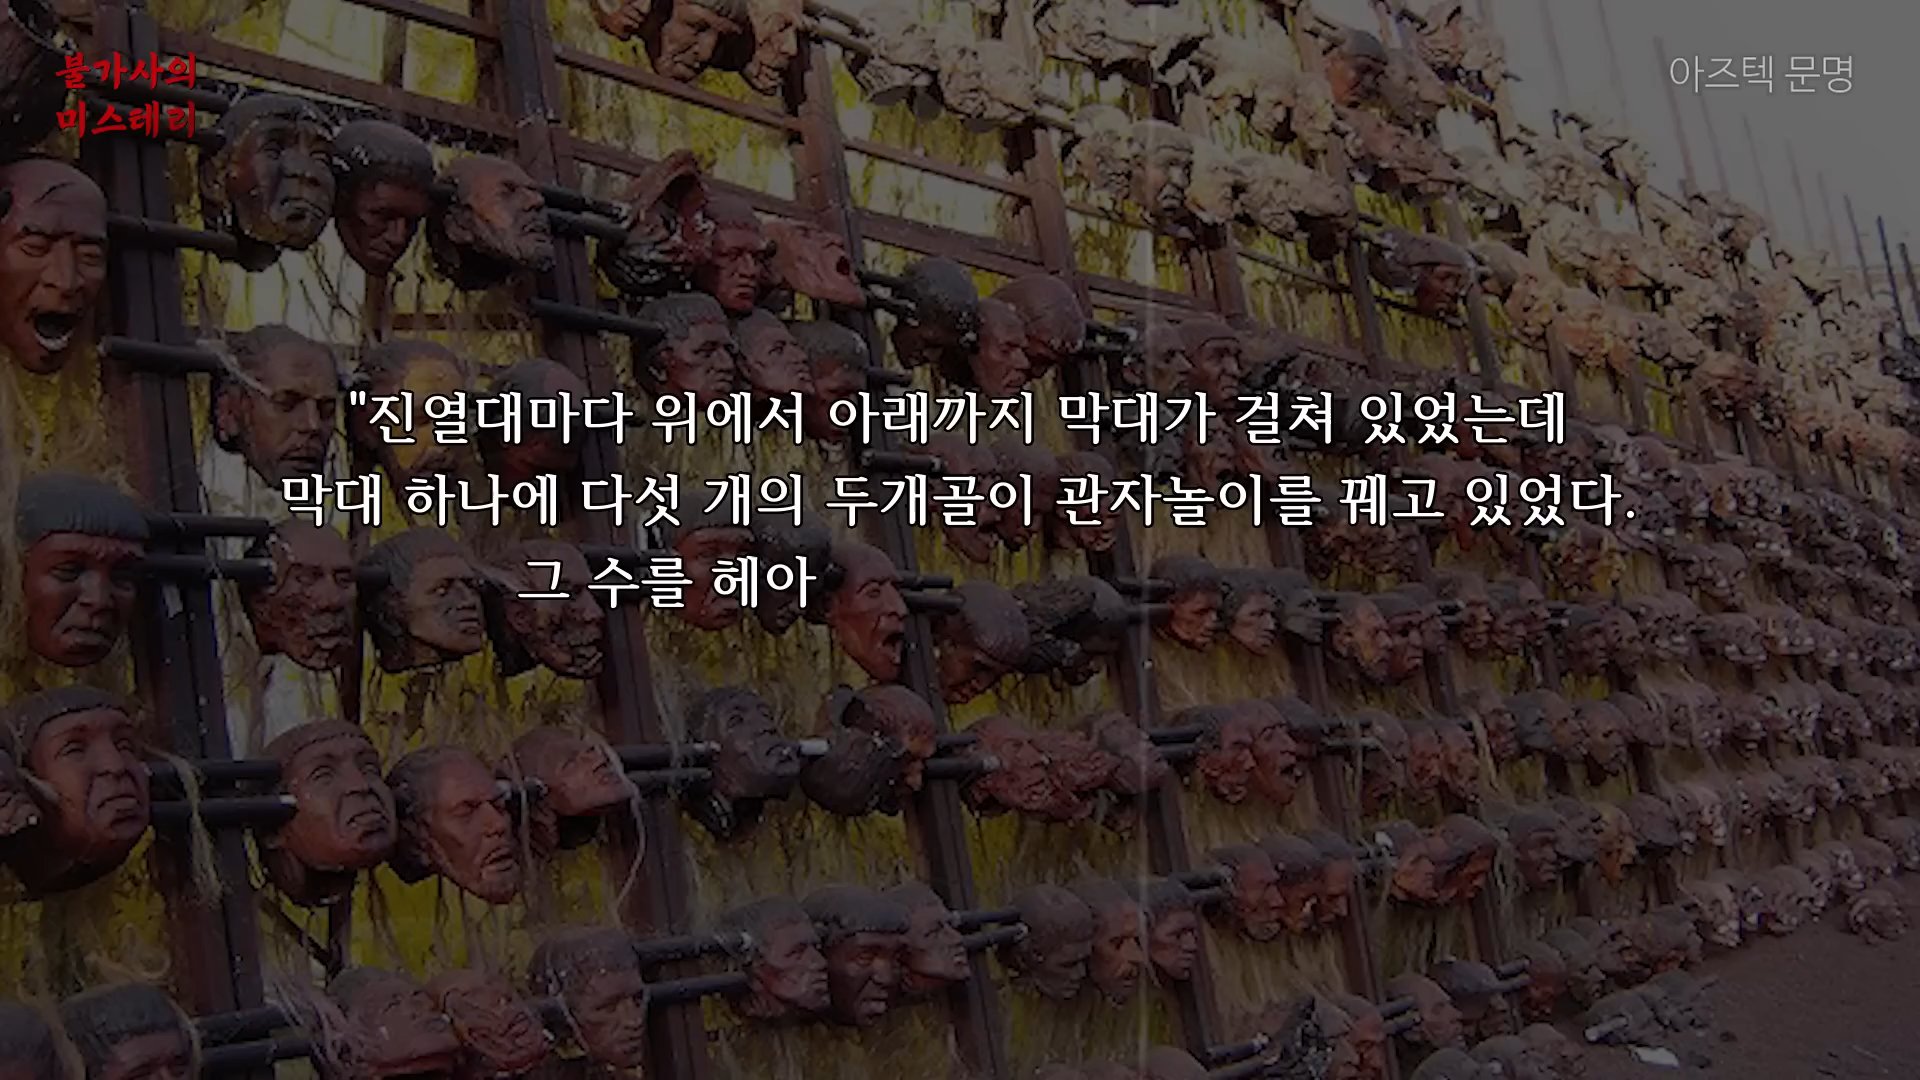 불가사의
미스테리
아즈텍 문명
"진열대마다 위에서 아래까지 막대가 걸쳐 있었는데
막대 하나에 다섯 개의 두개골이 관자놀이를 꿰고 있었다.
그 수를 헤아